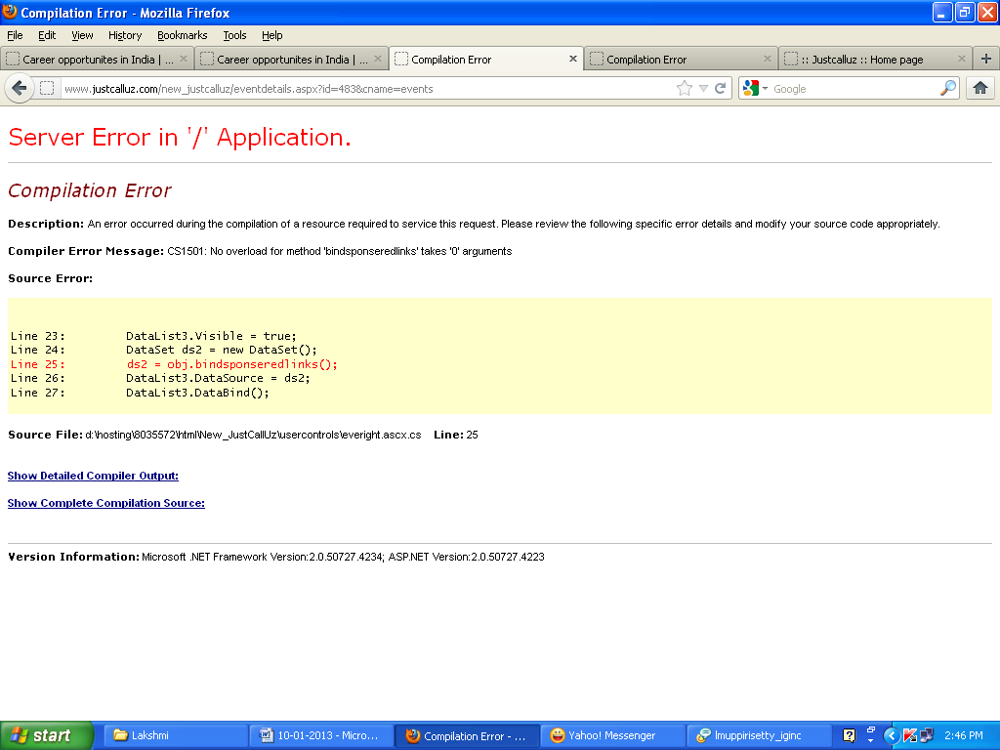 Compilation Error - Mozilla Firefox
File Edit View History Bookmarks Tools Help
Career opportunites in India | ... Career opportunites in India | ... Compilation Error Compilation Error :: Justcalluz :: Home page
www.justcalluz.com/new_justcalluz/eventdetails.aspx?id=483&cname=events Google
Server Error in '/' Application.
Compilation Error
Description: An error occurred during the compilation of a resource required to service this request. Please review the following specific error details and modify your source code appropriately.
Compiler Error Message: CS1501: No overload for method 'bindsponseredlinks' takes '0' arguments
Source Error:
Line 23: DataList3.Visible = true;
Line 24: DataSet ds2 = new DataSet();
Line 25: ds2 = obj.bindsponseredlinks();
Line 26: DataList3.DataSource = ds2;
Line 27: DataList3.DataBind();
Source File: d:\hosting\8035572\html\New_JustCallUz\usercontrols\everight.ascx.cs Line: 25
Show Detailed Compiler Output:
Show Complete Compilation Source:
Version Information: Microsoft .NET Framework Version:2.0.50727.4234; ASP.NET Version:2.0.50727.4223
start Lakshmi 10-01-2013 - Micro... Compilation Error - ... Yahoo! Messenger lmuppirisetty_iginc 2:46 PM